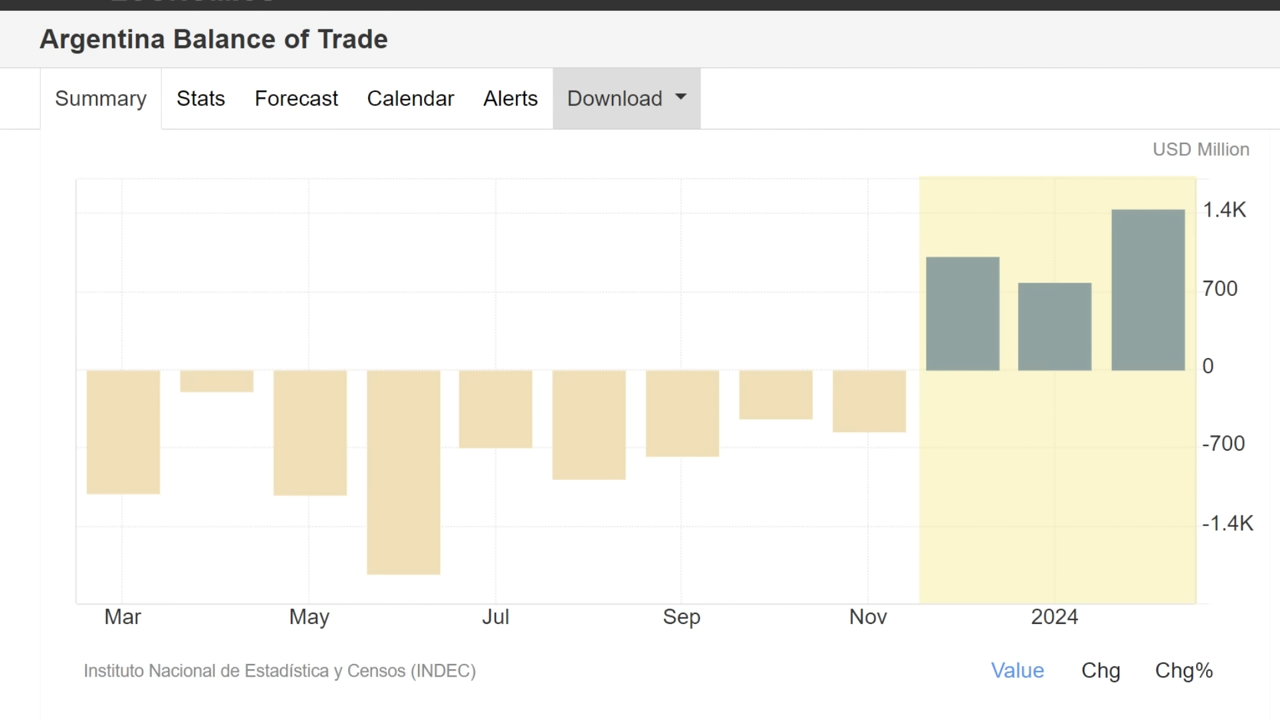 Argentina Balance of Trade
Summary Stats Forecast Calendar Alerts Download
USD Million
1.4K
700
0
-700
-1.4K
Mar May Jul Sep Nov 2024
Instituto Nacional de Estadística y Censos (INDEC)
Value Chg Chg%